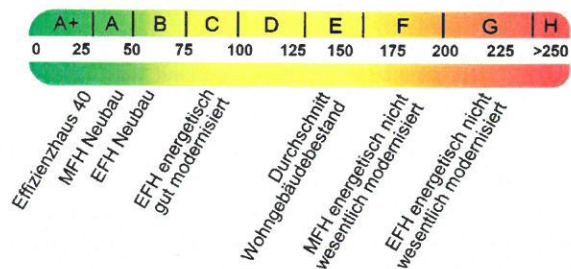 A+ A B C D E F G H
0 25 50 75 100 125 150 200 225 >250
Effizienzhaus 40
MFH Neubau
EFH Neubau
EFH energetisch
gut modernisiert
Durchschnitt
Wohngebäudebestand
MFH energetisch nicht
wesentlich modernisiert
EFH energetisch nicht
wesentlich modernisiert